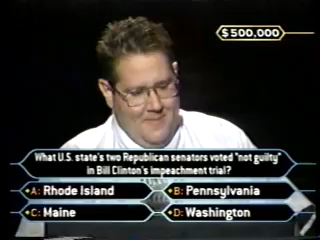 $500,000
What U.S. state's two Republican senators voted "not guilty"
in Bill Clinton's impeachment trial?
A: Rhode Island
B: Pennsylvania
C: Maine
D: Washington